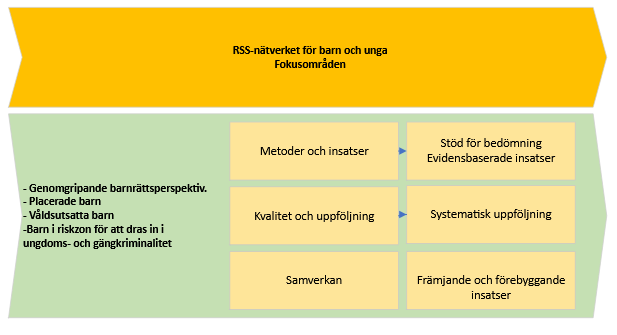 RSS-nätverket för barn och unga
Fokusområden
- Genomgripande barnrättsperspektiv.
- Placerade barn
- Våldsutsatta barn
-Barn i riskzon för att dras in i
ungdoms- och gängkriminalitet
Metoder och insatser
Stöd för bedömning
Evidensbaserade insatser
Kvalitet och uppföljning
Systematisk uppföljning
Samverkan
Främjande och förebyggande
insatser